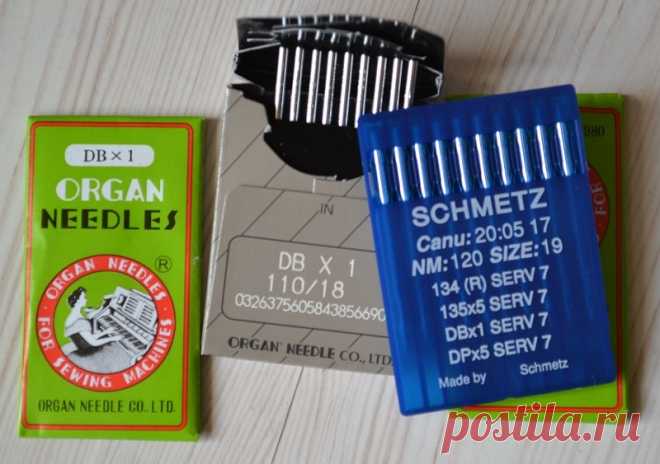 DB × 1
ORGAN
NEEDLES
ORGAN NEEDLES
FOR SEWING MACHINES
®
ORGAN NEEDLE CO., LTD.
IN
DB X 1
110/18
ORGAN NEEDLE CO., LTD
SCHMETZ
Canu: 20:05 17
NM: 120 SIZE: 19
134 (R) SERV 7
135x5 SERV 7
DBx1 SERV 7
DPx5 SERV 7
Made by Schmetz
980
FOR
postila.ru